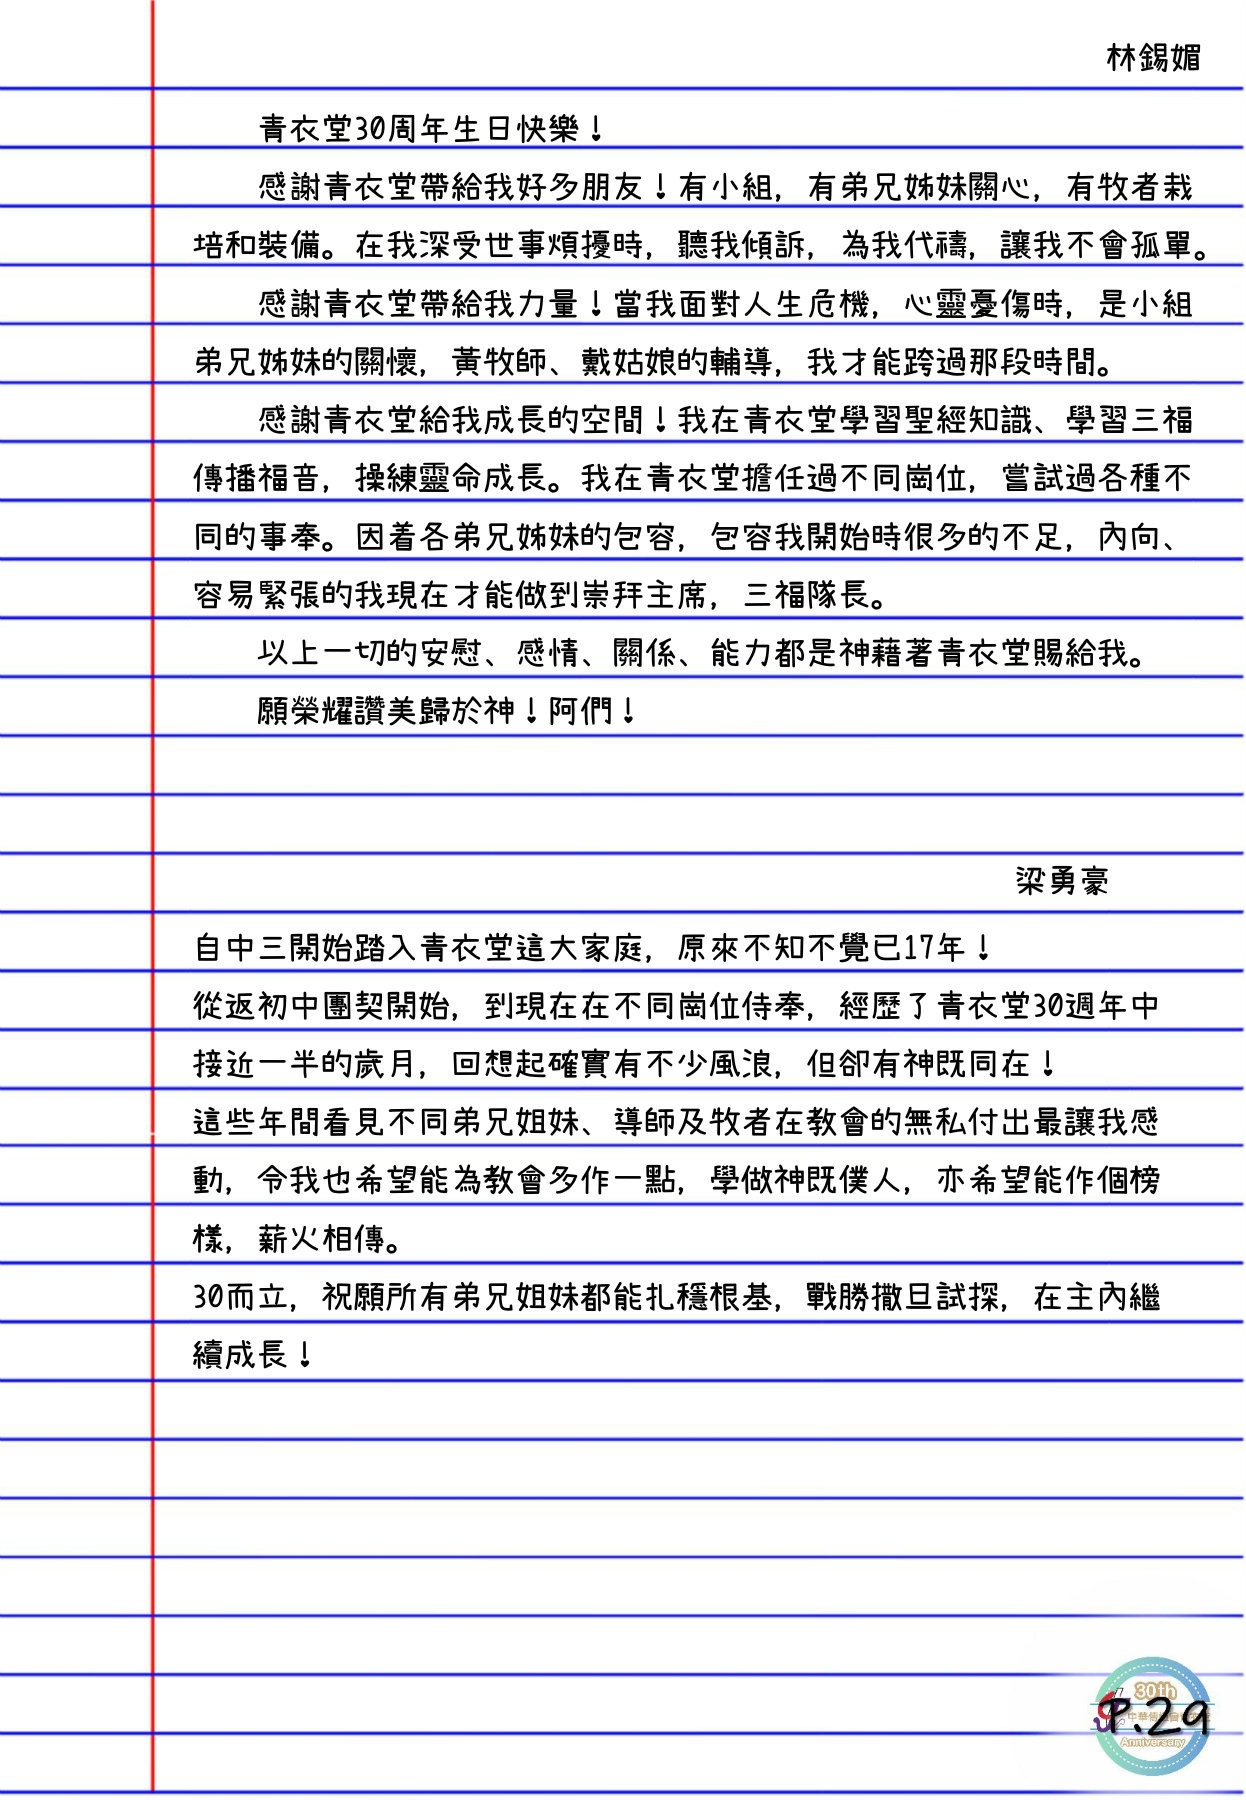 林錫媚
青衣堂30周年生日快樂！
感謝青衣堂帶給我好多朋友！有小組，有弟兄姊妹關心，有牧者栽
培和裝備。在我深受世事煩擾時，聽我傾訴，為我代禱，讓我不會孤單。
感謝青衣堂帶給我力量！當我面對人生危機，心靈憂傷時，是小組
弟兄姊妹的關懷，黃牧師、戴姑娘的輔導，我才能跨過那段時間。
感謝青衣堂給我成長的空間！我在青衣堂學習聖經知識、學習三福
傳播福音，操練靈命成長。我在青衣堂擔任過不同崗位，嘗試過各種不
同的事奉。因着各弟兄姊妹的包容，包容我開始時很多的不足，內向、
容易緊張的我現在才能做到崇拜主席，三福隊長。
以上一切的安慰、感情、關係、能力都是神藉著青衣堂賜給我。
願榮耀讚美歸於神！阿們！
梁勇豪
自中三開始踏入青衣堂這大家庭，原來不知不覺已17年！
從返初中團契開始，到現在在不同崗位侍奉，經歷了青衣堂30週年中
接近一半的歲月，回想起確實有不少風浪，但卻有神既同在！
這些年間看見不同弟兄姐妹、導師及牧者在教會的無私付出最讓我感
動，令我也希望能為教會多作一點，學做神既僕人，亦希望能作個榜
樣，薪火相傳。
30而立，祝願所有弟兄姐妹都能扎穩根基，戰勝撒旦試探，在主內繼
續成長！
30th
中華傳
Anniversary
P.29